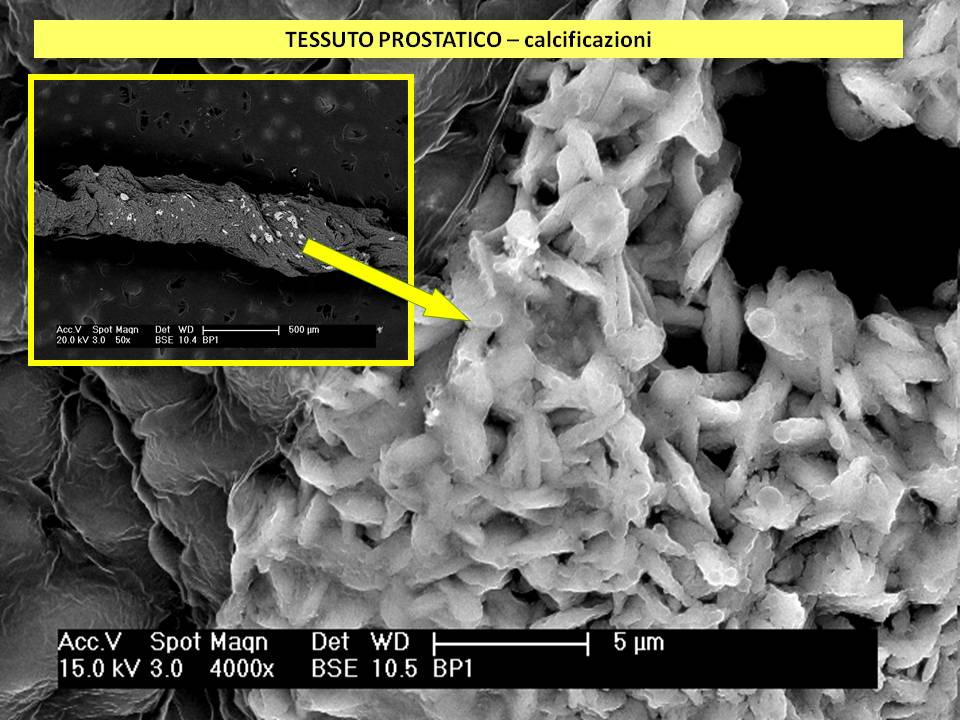 TESSUTO PROSTATICO – calcificazioni
Acc.V Spot Magn Det WD 500 µm
20.0 kV 3.0 50x BSE 10.4 BP1
Acc.V Spot Magn Det WD 5 µm
15.0 kV 3.0 4000x BSE 10.5 BP1